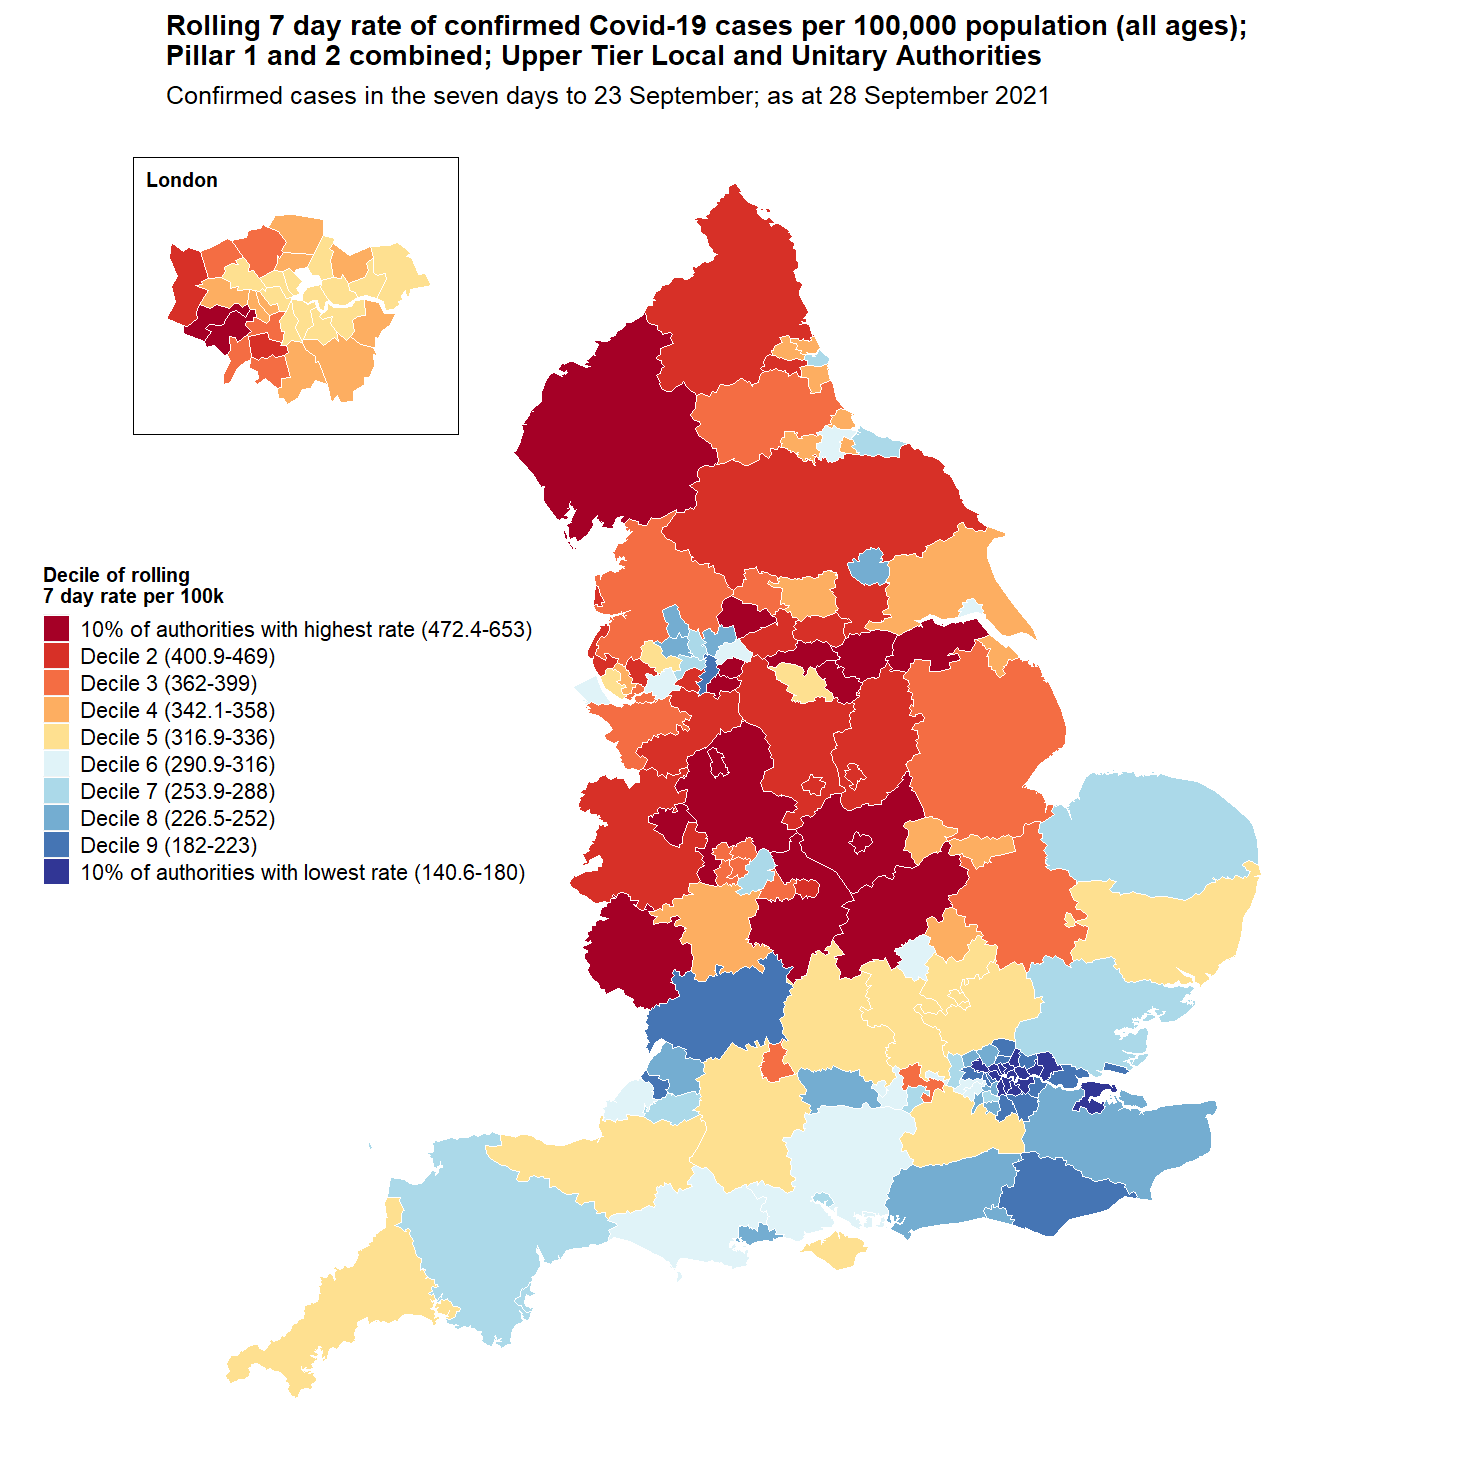 Rolling 7 day rate of confirmed Covid-19 cases per 100,000 population (all ages);
Pillar 1 and 2 combined; Upper Tier Local and Unitary Authorities
Confirmed cases in the seven days to 23 September; as at 28 September 2021
London
Decile of rolling
7 day rate per 100k
10% of authorities with highest rate (472.4-653)
Decile 2 (400.9-469)
Decile 3 (362-399)
Decile 4 (342.1-358)
Decile 5 (316.9-336)
Decile 6 (290.9-316)
Decile 7 (253.9-288)
Decile 8 (226.5-252)
Decile 9 (182-223)
10% of authorities with lowest rate (140.6-180)